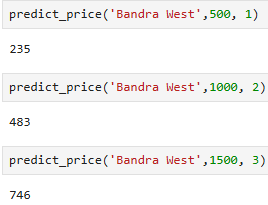 predict_price('Bandra West',500, 1)
235
predict_price('Bandra West',1000, 2)
483
predict_price('Bandra West',1500, 3)
746